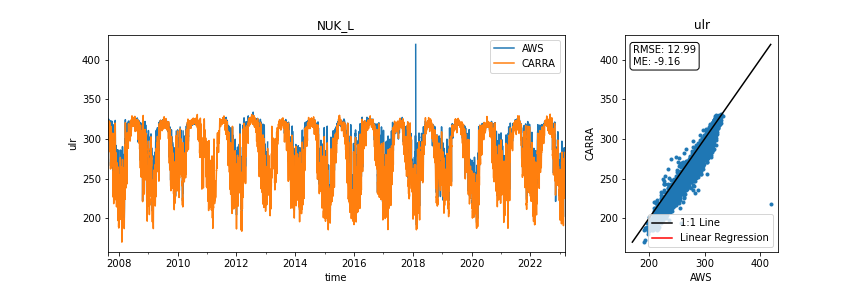 NUK_L
ulr
AWS
CARRA
400
350
300
250
200
ulr
2008
2010
2012
2014
2016
2018
2020
2022
time
RMSE: 12.99
ME: -9.16
400
350
300
250
200
CARRA
1:1 Line
Linear Regression
200
300
400
AWS